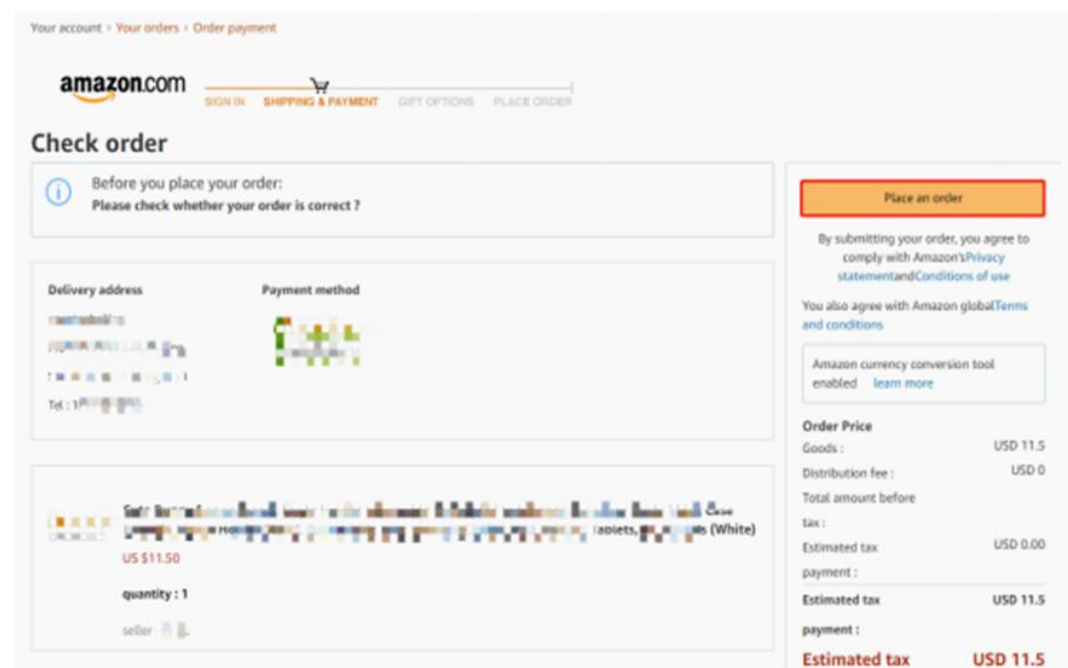 Your account › Your orders › Order payment
amazon.com
SIGN IN SHIPPING & PAYMENT GIFT OPTIONS PLACE ORDER
Check order
Before you place your order:
Please check whether your order is correct ?
Delivery address
Payment method
Tel : 1
Case
(White)
US $11.50
quantity : 1
seller
Place an order
By submitting your order, you agree to
comply with Amazon'sPrivacy
statementandConditions of use
You also agree with Amazon globalTerms
and conditions
Amazon currency conversion tool
enabled learn more
Order Price
Goods : USD 11.5
Distribution fee : USD 0
Total amount before
tax :
Estimated tax USD 0.00
payment :
Estimated tax USD 11.5
payment :
Estimated tax USD 11.5